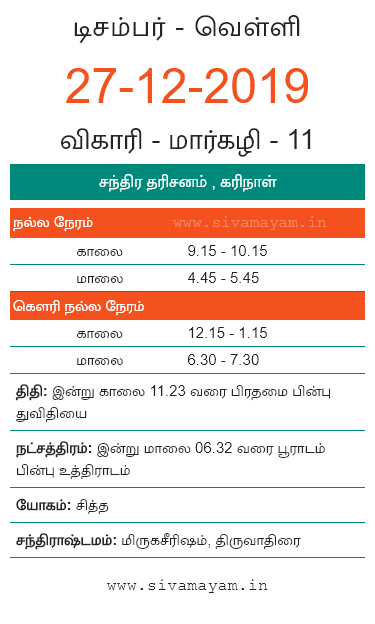 டிசம்பர் - வெள்ளி
27-12-2019
விகாரி - மார்கழி - 11
சந்திர தரிசனம் , கரிநாள்
நல்ல நேரம் www.sivamayam.in
காலை 9.15 - 10.15
மாலை 4.45 - 5.45
கௌரி நல்ல நேரம்
காலை 12.15 - 1.15
மாலை 6.30 - 7.30
திதி: இன்று காலை 11.23 வரை பிரதமை பின்பு
துவிதியை
நட்சத்திரம்: இன்று மாலை 06.32 வரை பூராடம்
பின்பு உத்திராடம்
யோகம்: சித்த
சந்திராஷ்டமம்: மிருகசீரிஷம், திருவாதிரை
www.sivamayam.in